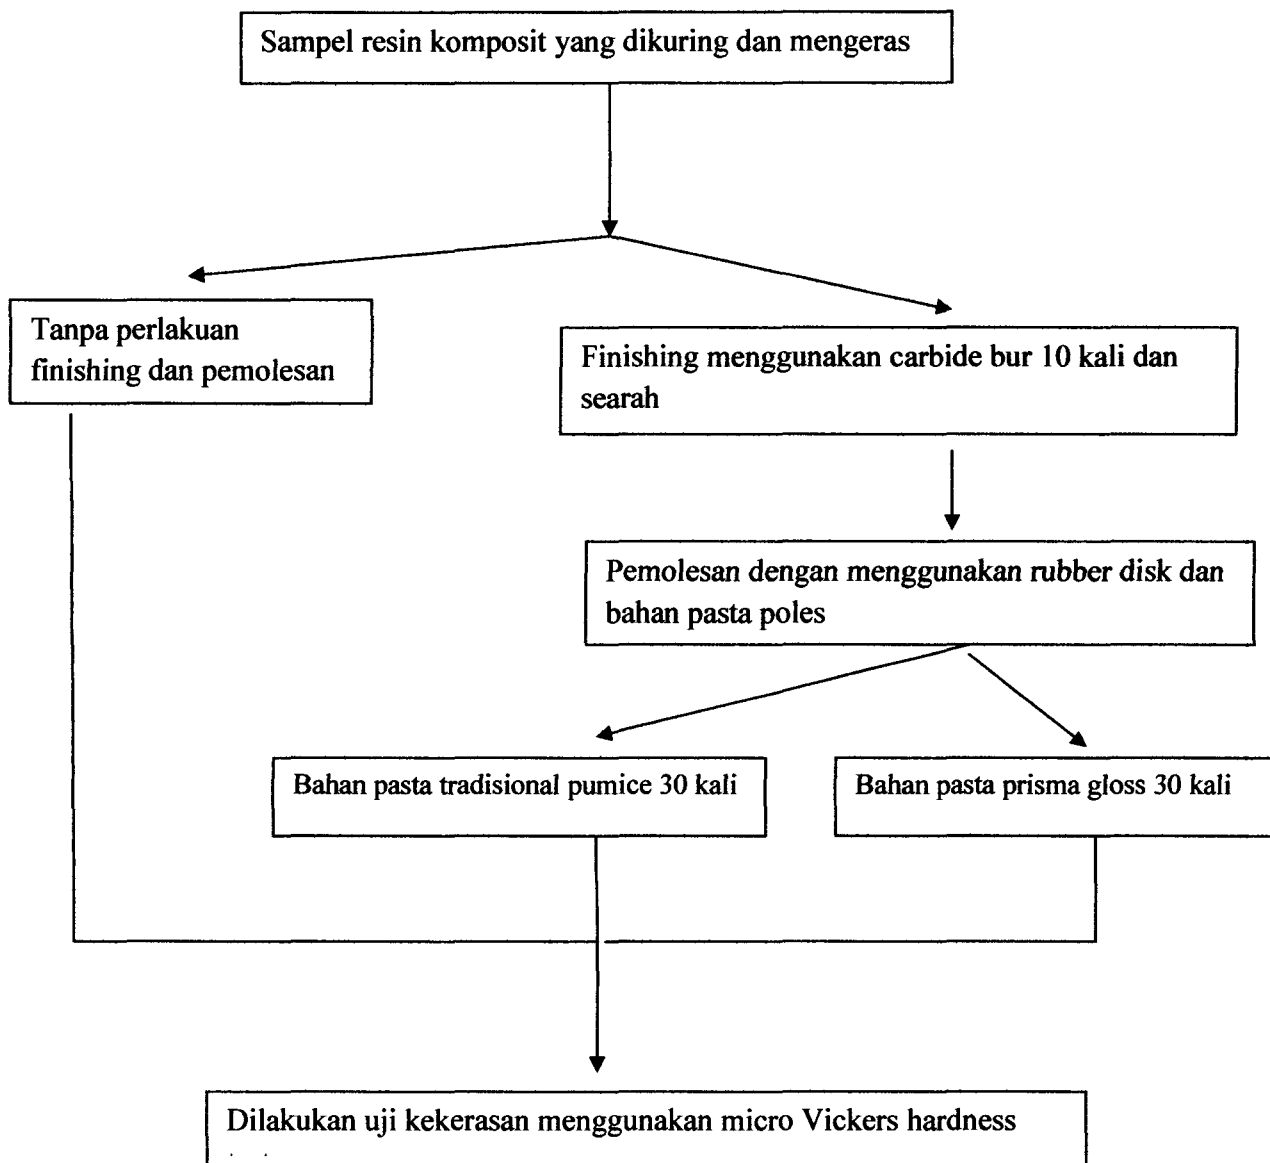 Sampel resin komposit yang dikuring dan mengeras
Tanpa perlakuan
finishing dan pemolesan
Finishing menggunakan carbide bur 10 kali dan
searah
Pemolesan dengan menggunakan rubber disk dan
bahan pasta poles
Bahan pasta tradisional pumice 30 kali
Bahan pasta prisma gloss 30 kali
Dilakukan uji kekerasan menggunakan micro Vickers hardness